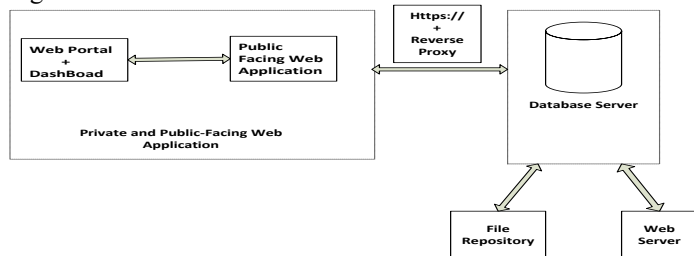 Https://
+
Reverse
Proxy
Web Portal
+
DashBoad
Public
Facing Web
Application
Database Server
Private and Public-Facing Web
Application
File
Repository
Web
Server